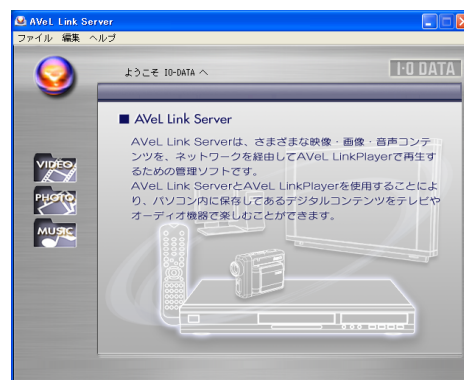 AVeL Link Server
ファイル 編集 ヘルプ
ようこそ IO-DATA へ
I·O DATA
■ AVeL Link Server
AVeL Link Serverは、さまざまな映像・画像・音声コンテ
ンツを、ネットワークを経由してAVeL LinkPlayerで再生す
るための管理ソフトです。
AVeL Link ServerとAVeL LinkPlayerを使用することによ
り、パソコン内に保存してあるデジタルコンテンツをテレビや
オーディオ機器で楽しむことができます。
VIDEO
PHOTO
MUSIC